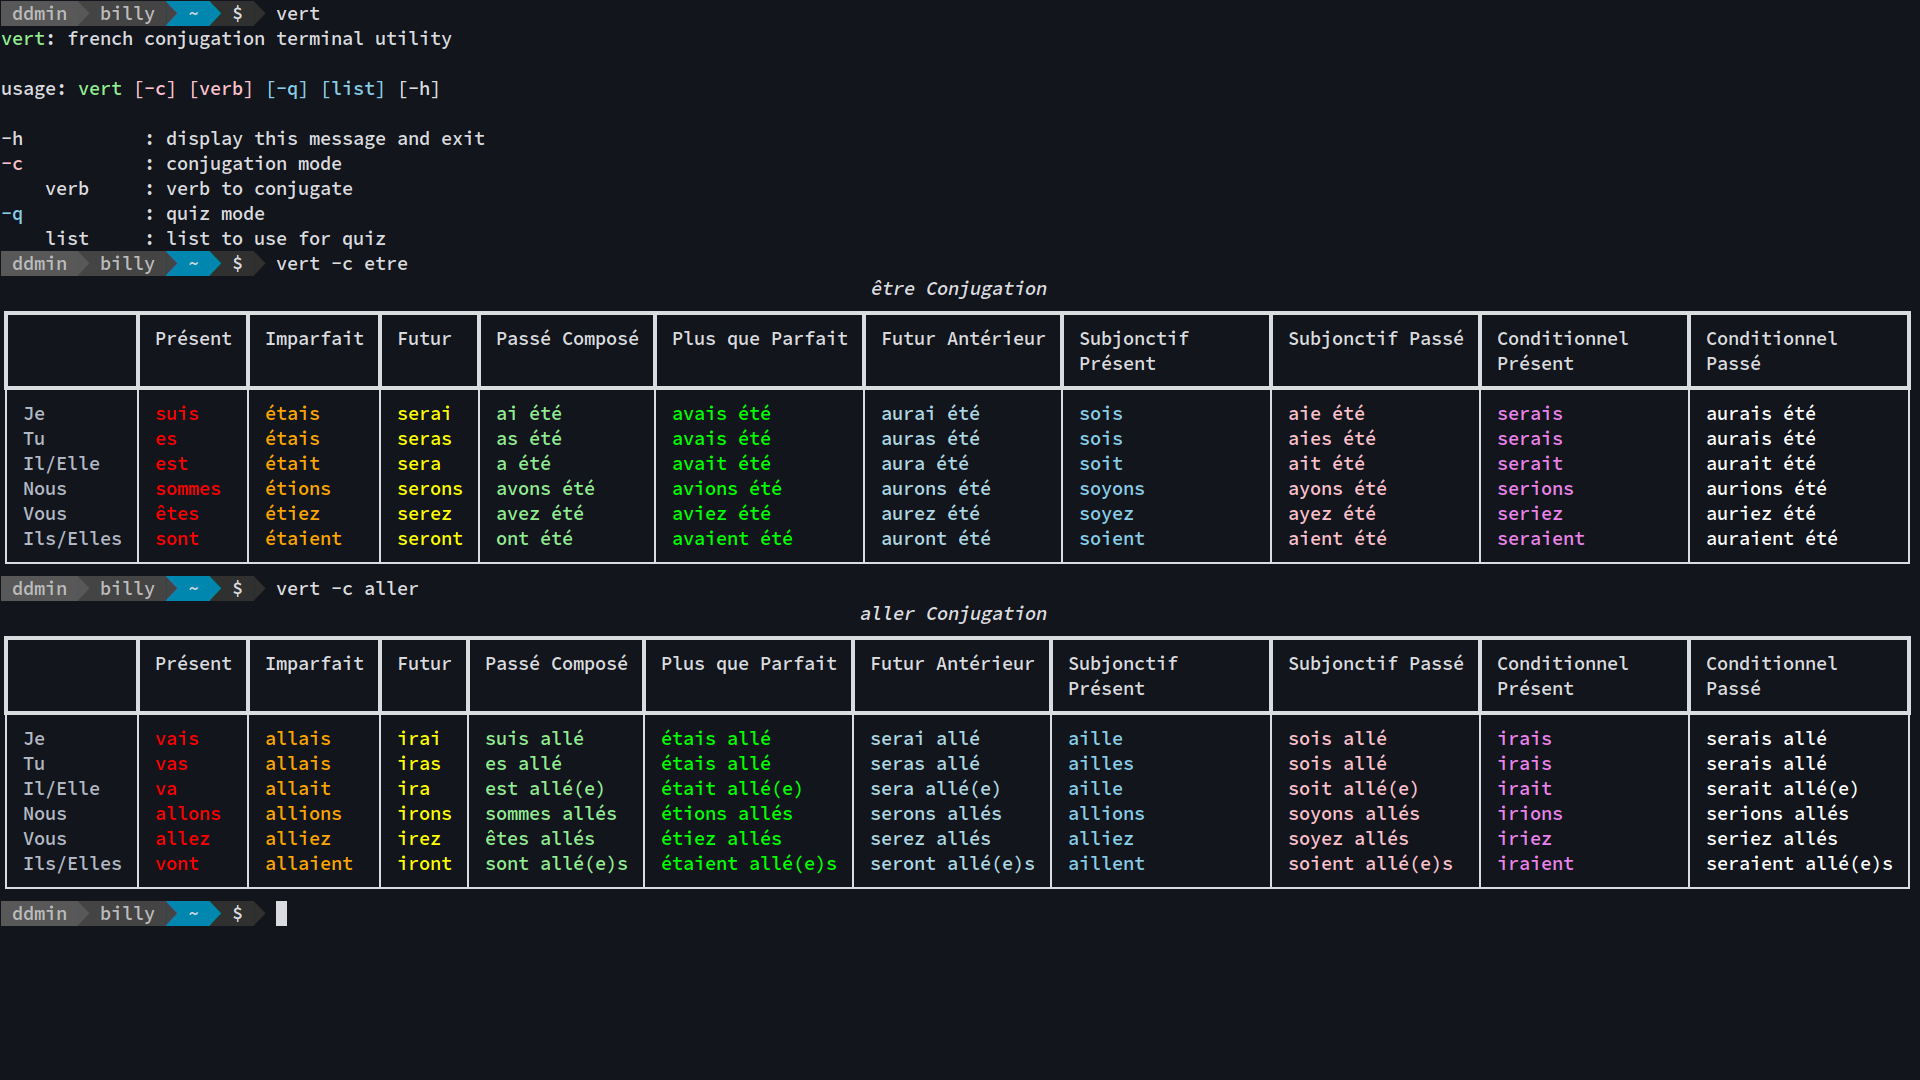 ddmin billy ~ $ vert
vert: french conjugation terminal utility
usage: vert [-c] [verb] [-q] [list] [-h]
-h : display this message and exit
-c : conjugation mode
verb : verb to conjugate
-q : quiz mode
list : list to use for quiz
ddmin billy ~ $ vert -c etre
être Conjugation
Présent Imparfait Futur Passé Composé Plus que Parfait Futur Antérieur Subjonctif Subjonctif Passé Conditionnel Conditionnel
Présent Présent Passé
Je suis étais serai ai été avais été aurai été sois aie été serais aurais été
Tu es étais seras as été avais été auras été sois aies été serais aurais été
Il/Elle est était sera a été avait été aura été soit ait été serait aurait été
Nous sommes étions serons avons été avions été aurons été soyons ayons été serions aurions été
Vous êtes étiez serez avez été aviez été aurez été soyez ayez été seriez auriez été
Ils/Elles sont étaient seront ont été avaient été auront été soient aient été seraient auraient été
ddmin billy ~ $ vert -c aller
aller Conjugation
Présent Imparfait Futur Passé Composé Plus que Parfait Futur Antérieur Subjonctif Subjonctif Passé Conditionnel Conditionnel
Présent Présent Passé
Je vais allais irai suis allé étais allé serai allé aille sois allé irais serais allé
Tu vas allais iras es allé étais allé seras allé ailles sois allé irais serais allé
Il/Elle va allait ira est allé(e) était allé(e) sera allé(e) aille soit allé(e) irait serait allé(e)
Nous allons allions irons sommes allés étions allés serons allés allions soyons allés irions serions allés
Vous allez alliez irez êtes allés étiez allés serez allés alliez soyez allés iriez seriez allés
Ils/Elles vont allaient iront sont allé(e)s étaient allé(e)s seront allé(e)s aillent soient allé(e)s iraient seraient allé(e)s
ddmin billy ~ $